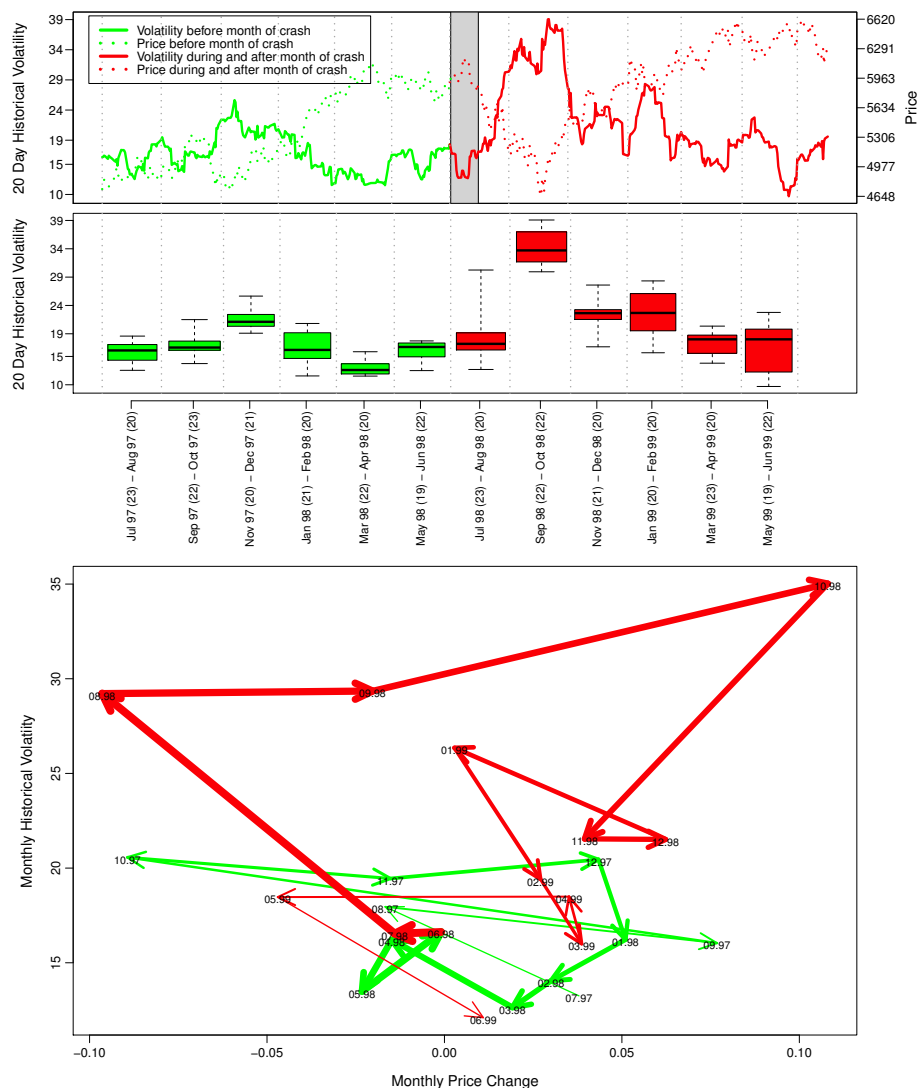 Volatility before month of crash
Price before month of crash
Volatility during and after month of crash
Price during and after month of crash
20 Day Historical Volatility
39
34
29
24
19
15
10
6620
6291
5963
5634
5306
4977
4648
Price
20 Day Historical Volatility
39
34
29
24
19
15
10
Jul 97 (23) − Aug 97 (20)
Sep 97 (22) − Oct 97 (23)
Nov 97 (20) − Dec 97 (21)
Jan 98 (21) − Feb 98 (20)
Mar 98 (22) − Apr 98 (20)
May 98 (19) − Jun 98 (22)
Jul 98 (23) − Aug 98 (20)
Sep 98 (22) − Oct 98 (22)
Nov 98 (21) − Dec 98 (20)
Jan 99 (20) − Feb 99 (20)
Mar 99 (23) − Apr 99 (20)
May 99 (19) − Jun 99 (22)
Monthly Historical Volatility
35
30
25
20
15
10.98
08.98
09.98
01.99
11.98
12.98
10.97
12.97
11.97
02.99
05.99
04.99
08.97
07.98
06.98
04.98
01.98
09.97
03.99
05.98
02.98
07.97
03.98
06.99
−0.10
−0.05
0.00
0.05
0.10
Monthly Price Change